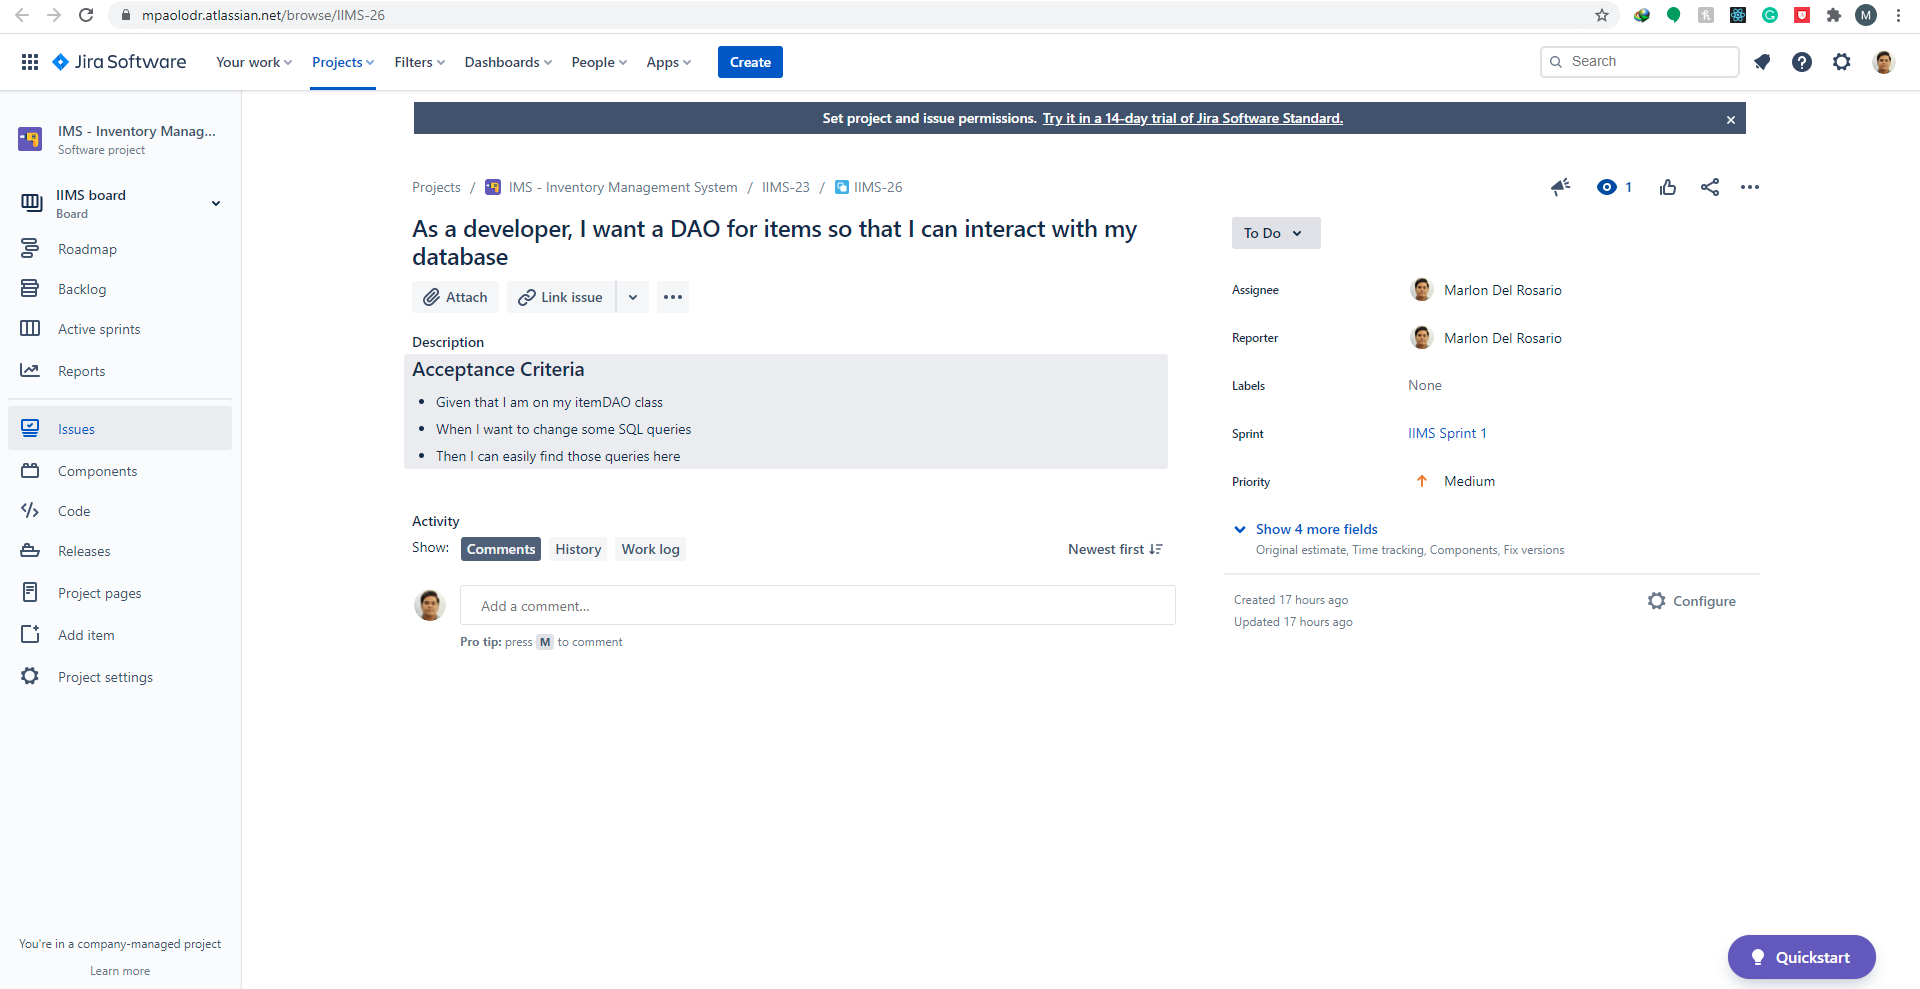 mpaolodr.atlassian.net/browse/IIMS-26
M
Jira Software
Your work
Projects
Filters
Dashboards
People
Apps
Create
Search
IMS - Inventory Manag...
Software project
IIMS board
Board
Roadmap
Backlog
Active sprints
Reports
Issues
Components
Code
Releases
Project pages
Add item
Project settings
You're in a company-managed project
Learn more
Set project and issue permissions. Try it in a 14-day trial of Jira Software Standard.
Projects / IMS - Inventory Management System / IIMS-23 / IIMS-26
1
As a developer, I want a DAO for items so that I can interact with my
database
Attach
Link issue
Description
Acceptance Criteria
• Given that I am on my itemDAO class
• When I want to change some SQL queries
• Then I can easily find those queries here
Activity
Show: Comments History Work log
Newest first
Add a comment...
Pro tip: press M to comment
To Do
Assignee
Marlon Del Rosario
Reporter
Marlon Del Rosario
Labels
None
Sprint
IIMS Sprint 1
Priority
Medium
Show 4 more fields
Original estimate, Time tracking, Components, Fix versions
Created 17 hours ago
Updated 17 hours ago
Configure
Quickstart